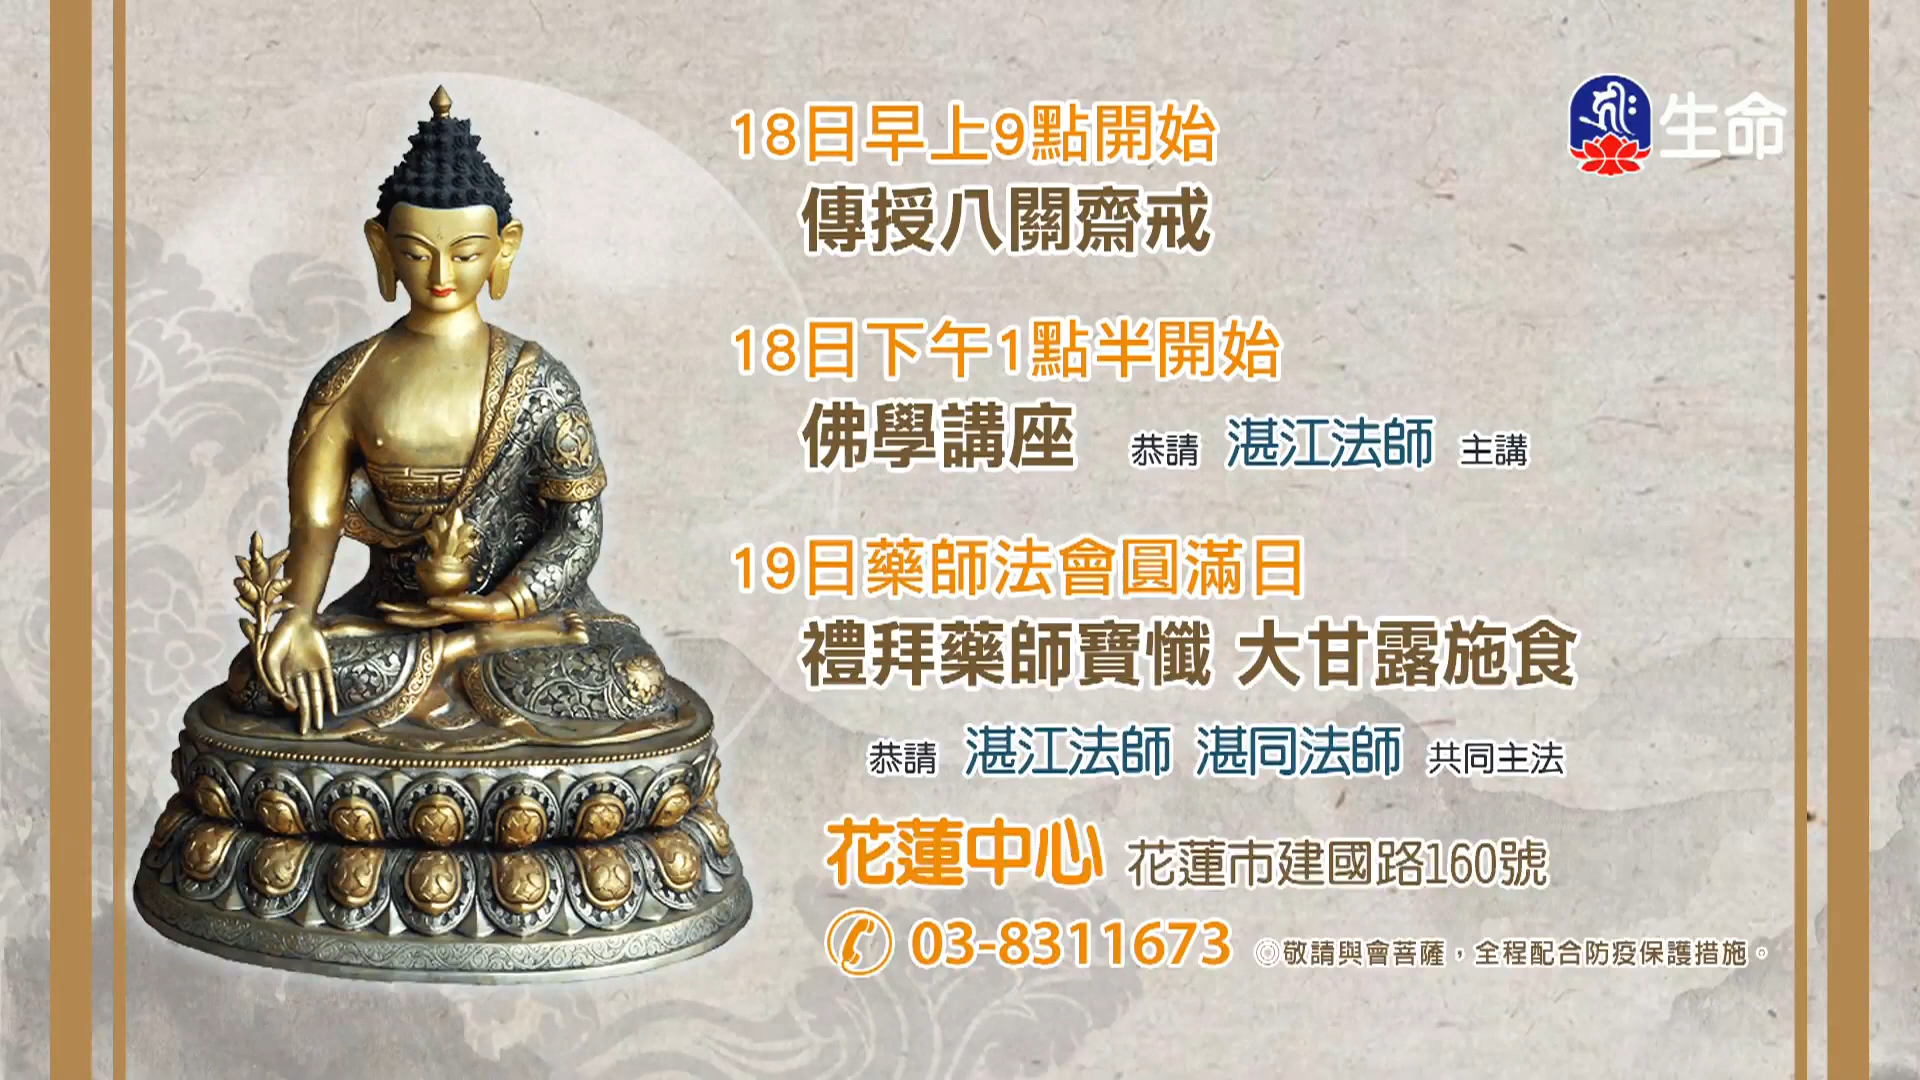 生命
18日早上9點開始
傳授八關齋戒
18日下午1點半開始
佛學講座 恭請 湛江法師 主講
19日藥師法會圓滿日
禮拜藥師寶懺 大甘露施食
恭請 湛江法師 湛同法師 共同主法
花蓮中心 花蓮市建國路160號
03-8311673 ◎敬請與會菩薩，全程配合防疫保護措施。